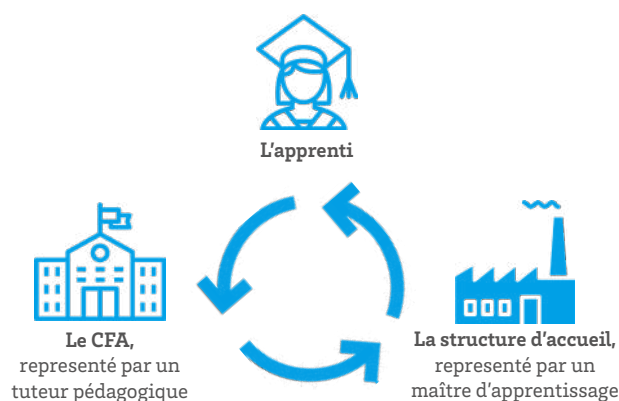 L'apprenti
Le CFA,
representé par un
tuteur pédagogique
La structure d'accueil,
representé par un
maître d'apprentissage